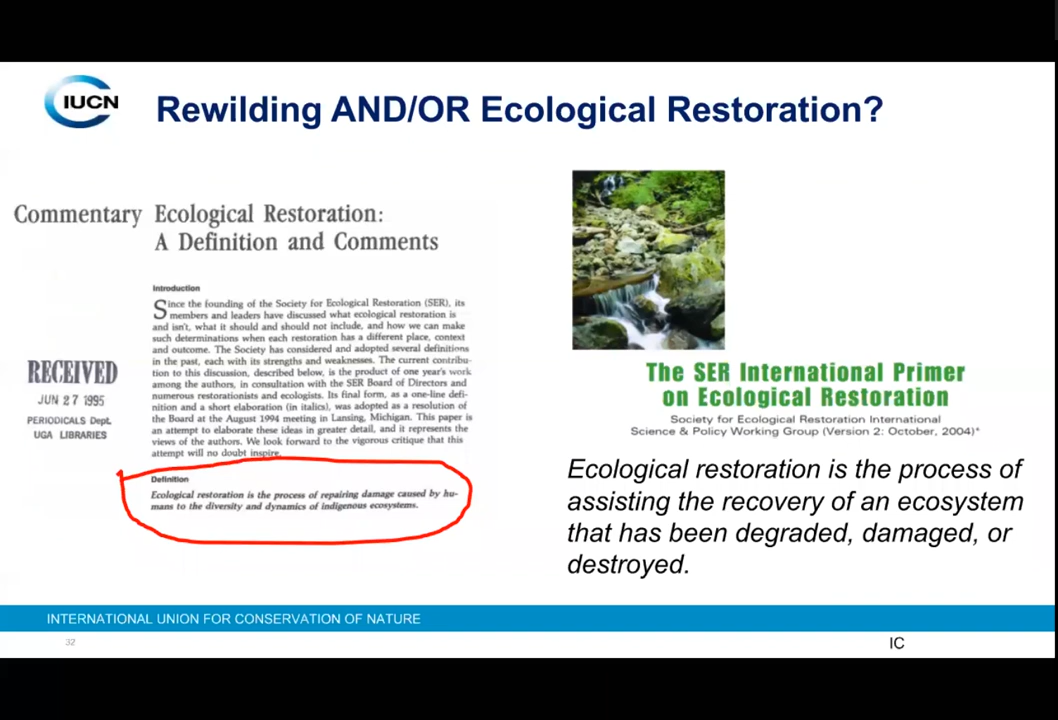 IUCN
Rewilding AND/OR Ecological Restoration?
Commentary Ecological Restoration:
A Definition and Comments
Introduction
Since the founding of the Society for Ecological Restoration (SER), its
members and leaders have discussed what ecological restoration is
and isn't, what it should and should not include, and how we can make
such determinations when each restoration has a different place, context
and outcome. The Society has considered and adopted several definitions
in the past, each with its strengths and weaknesses. The current contribu-
tion to this discussion, described below, is the product of one year's work
among the authors, in consultation with the SER Board of Directors and
numerous restorationists and ecologists. Its final form, as a one-line defi-
nition and a short elaboration (in italics), was adopted as a resolution of
the Board at the August 1994 meeting in Lansing, Michigan. This paper is
an attempt to elaborate these ideas in greater detail, and it represents the
views of the authors. We look forward to the vigorous critique that this
attempt will no doubt inspire.
RECEIVED
JUN 27 1995
PERIODICALS Dept.
UGA LIBRARIES
Definition
Ecological restoration is the process of repairing damage caused by hu-
mans to the diversity and dynamics of indigenous ecosystems.
The SER International Primer
on Ecological Restoration
Society for Ecological Restoration International
Science & Policy Working Group (Version 2: October, 2004)*
Ecological restoration is the process of
assisting the recovery of an ecosystem
that has been degraded, damaged, or
destroyed.
INTERNATIONAL UNION FOR CONSERVATION OF NATURE
32
IC